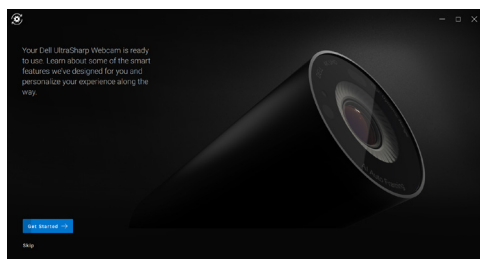 Your Dell UltraSharp Webcam is ready
to use. Learn about some of the smart
features we've designed for you and
personalize your experience along the
way.
Get Started →
Skip